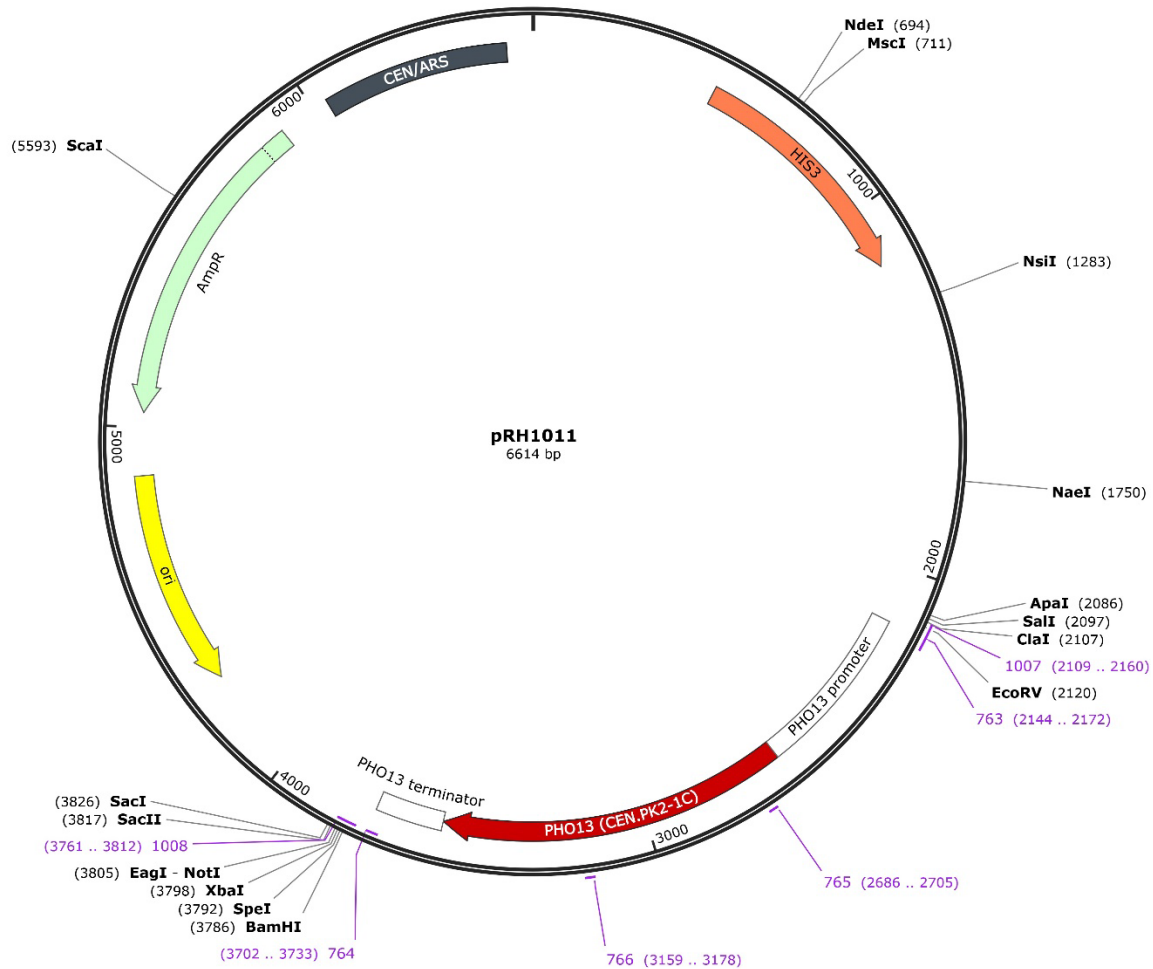 NdeI (694)
MscI (711)
CEN/ARS
6000
(5593) ScaI
HIS3
1000
AmpR
NsiI (1283)
5000
pRH1011
6614 bp
NaeI (1750)
2000
ori
ApaI (2086)
SalI (2097)
ClaI (2107)
1007 (2109 .. 2160)
EcoRV (2120)
763 (2144 .. 2172)
PHO13 promoter
PHO13 terminator
4000
PHO13 (CEN.PK2-1C)
3000
(3826) SacI
(3817) SacII
(3761 .. 3812) 1008
(3805) EagI - NotI
(3798) XbaI
(3792) SpeI
(3786) BamHI
(3702 .. 3733) 764
765 (2686 .. 2705)
766 (3159 .. 3178)